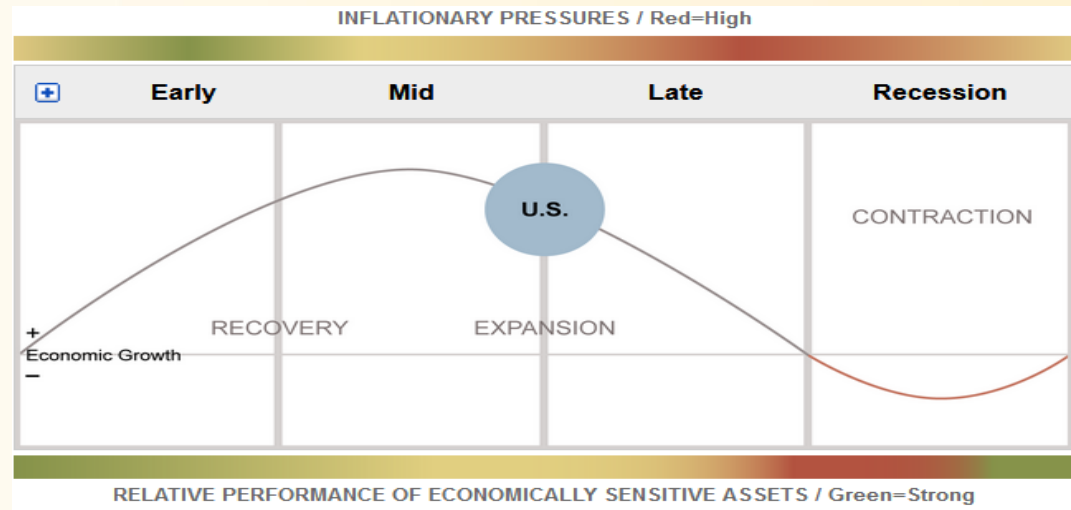 INFLATIONARY PRESSURES / Red=High
Early Mid Late Recession
U.S.
CONTRACTION
RECOVERY EXPANSION
+
Economic Growth
−
RELATIVE PERFORMANCE OF ECONOMICALLY SENSITIVE ASSETS / Green=Strong